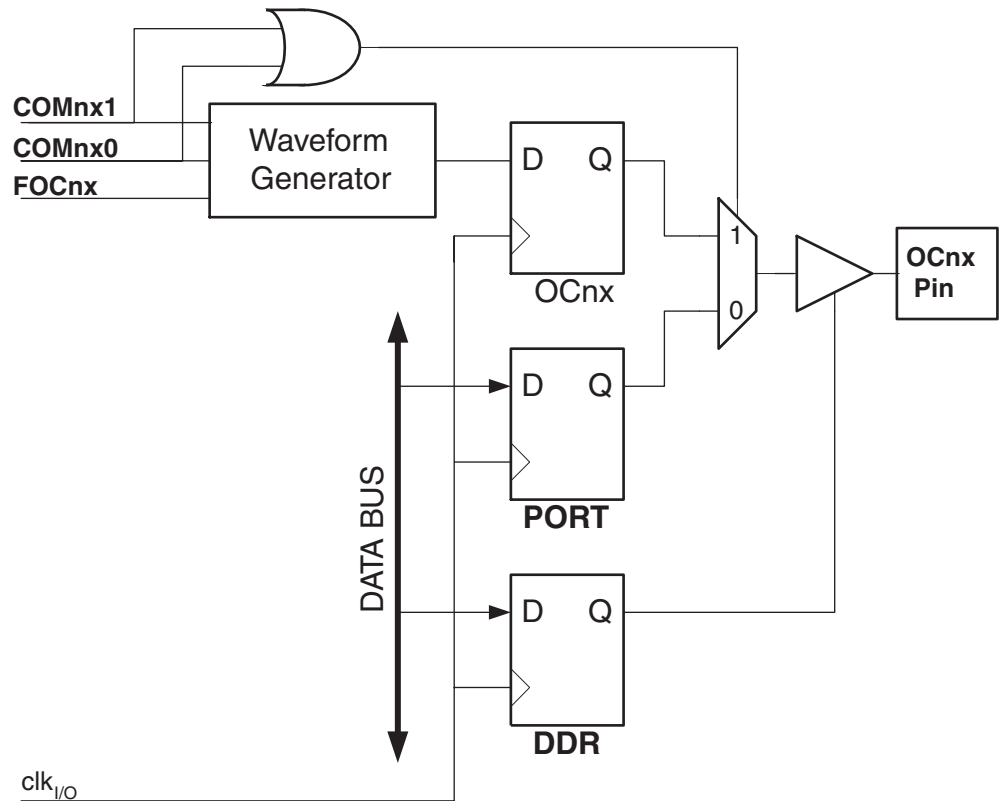 COMnx1
COMnx0
FOCnx
Waveform
Generator
D Q
OCnx
1
0
OCnx
Pin
D Q
PORT
DATA BUS
D Q
DDR
clkI/O